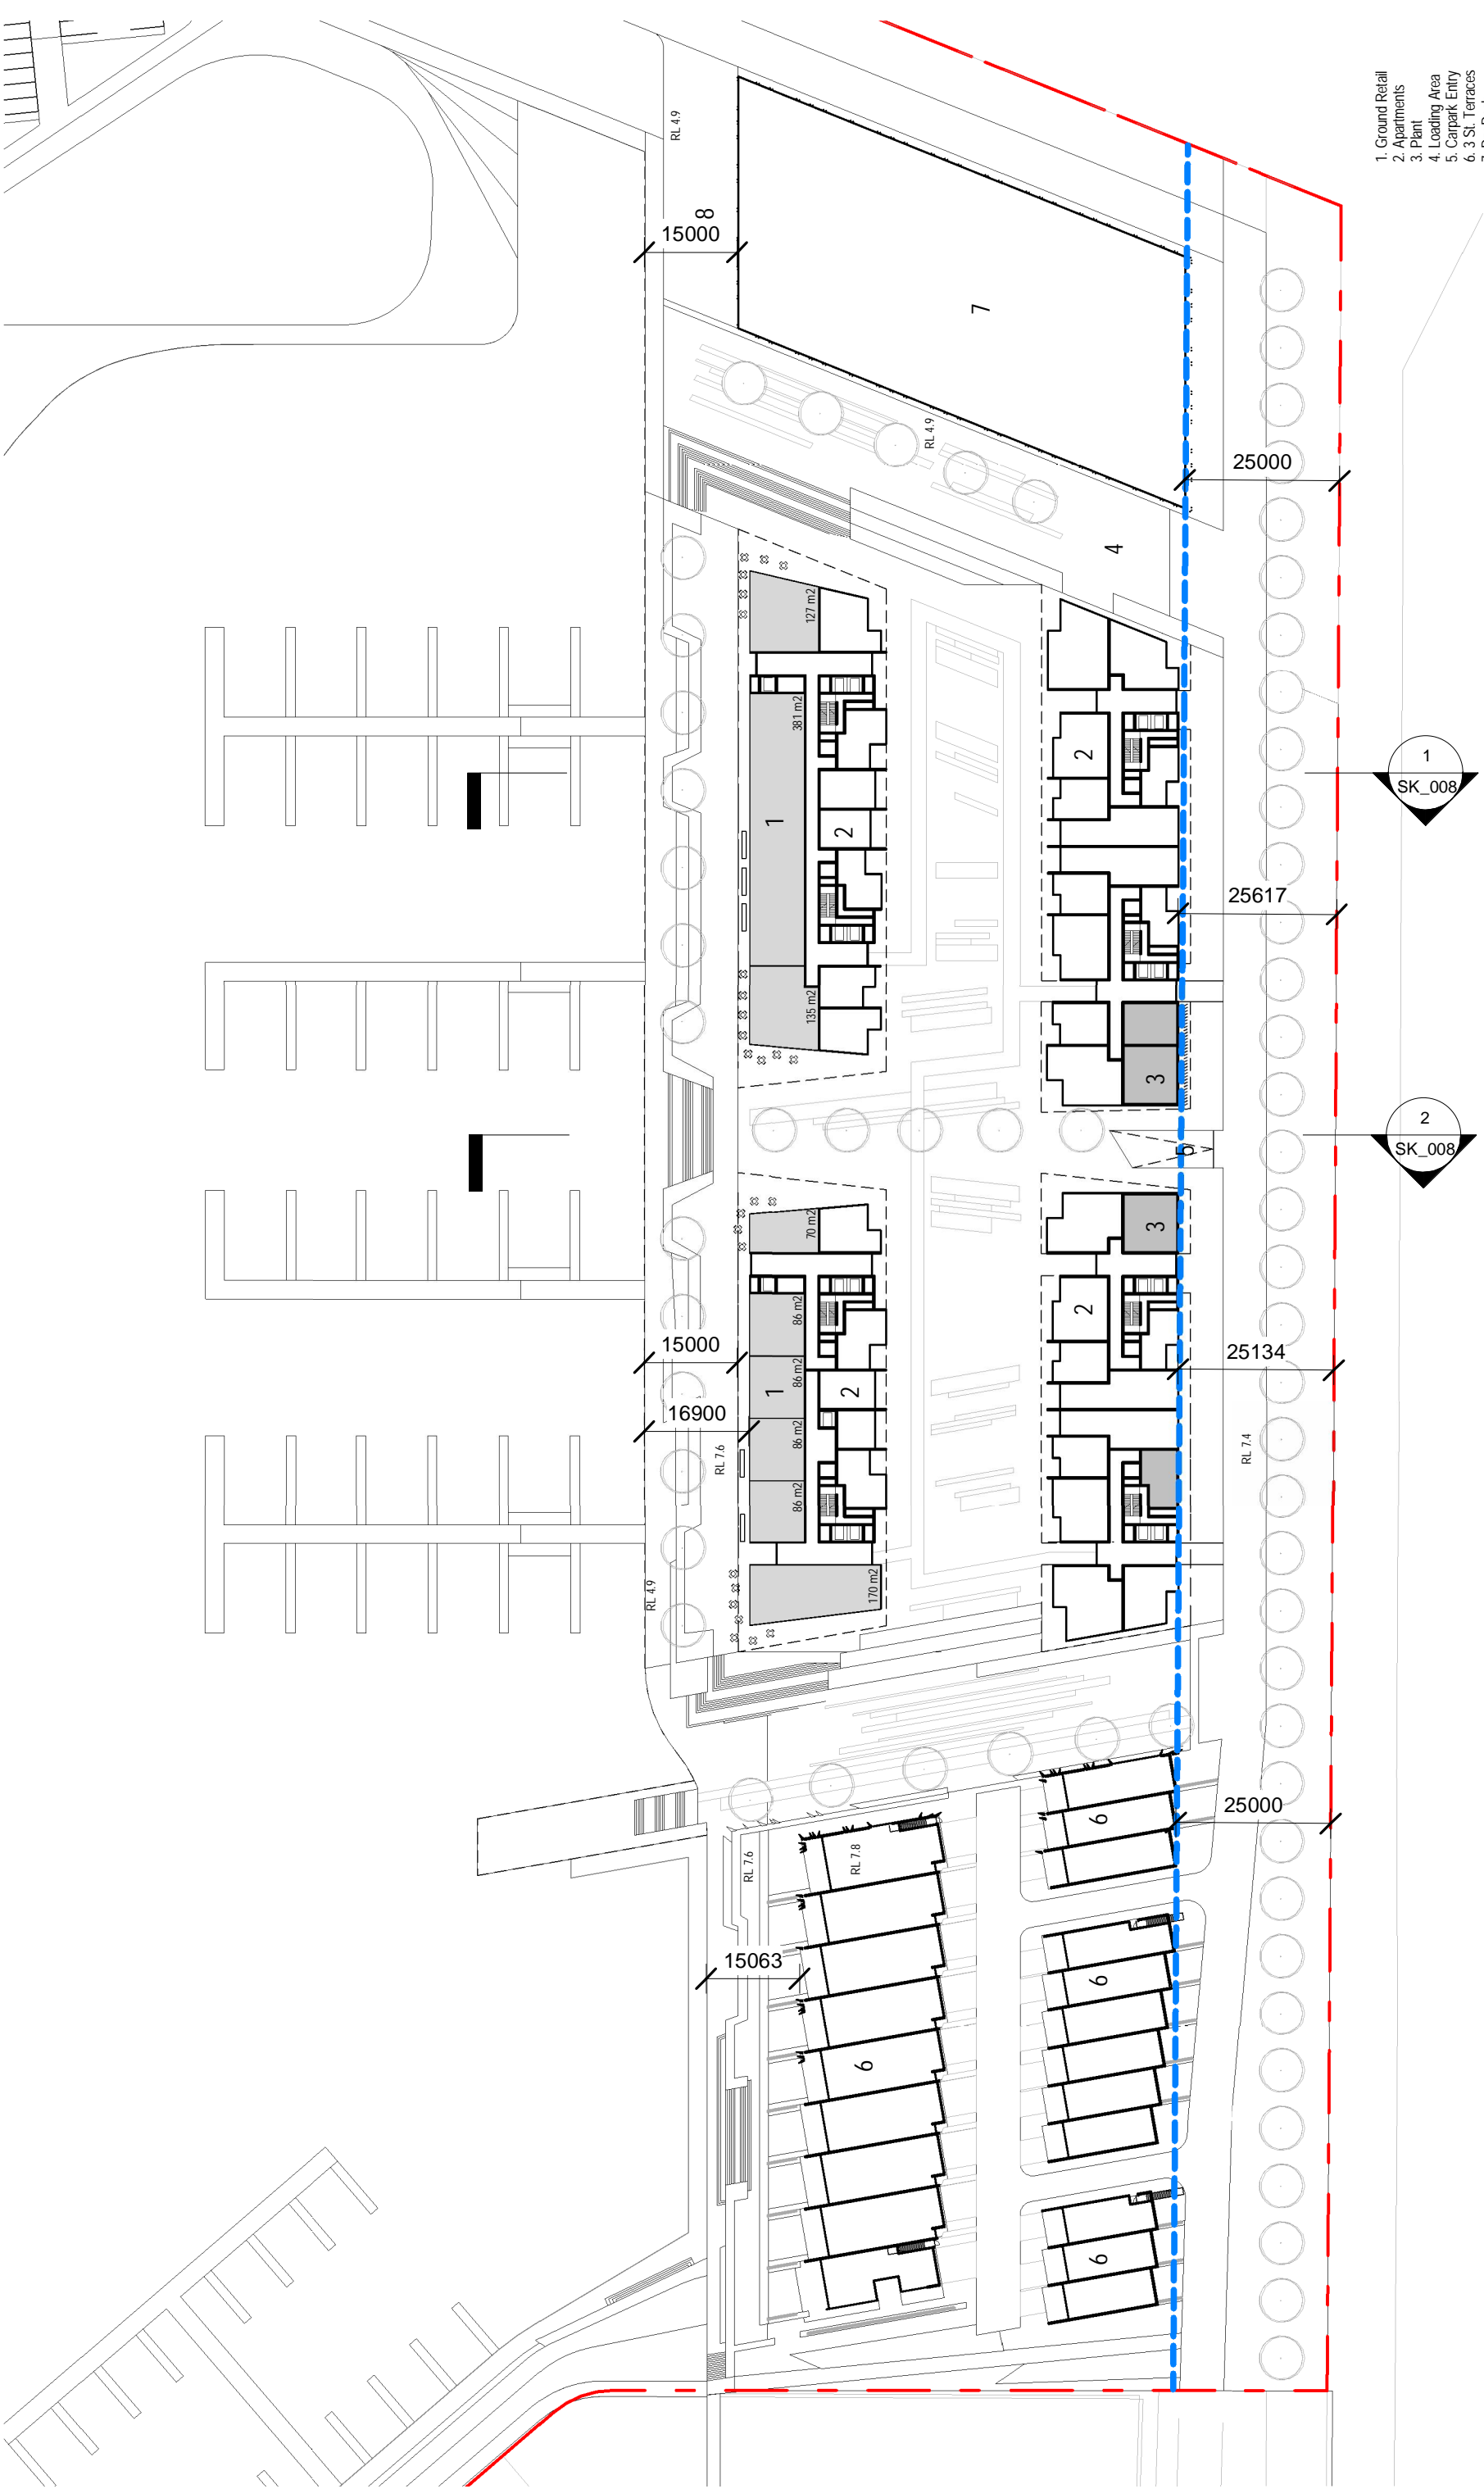 1. Ground Retail
2. Apartments
3. Plant
4. Loading Area
5. Carpark Entry
6. 3 St. Terraces
RL 4.9
8
15000
7
RL 4.9
25000
4
127 m2
381 m2
1
2
2
1
SK_008
25617
135 m2
3
2
SK_008
5
70 m2
3
86 m2
2
15000
86 m2
1
2
25134
16900
86 m2
RL 7.6
RL 7.4
86 m2
RL 4.9
170 m2
25000
6
RL 7.6
RL 7.8
15063
6
6
6